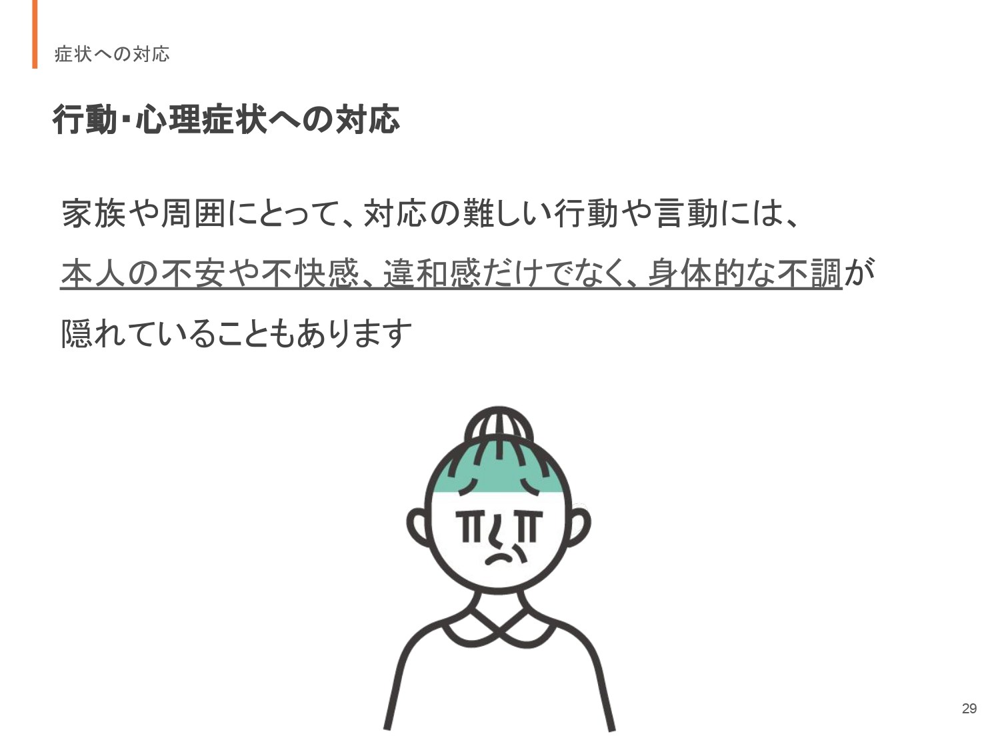 症状への対応
行動・心理症状への対応
家族や周囲にとって、対応の難しい行動や言動には、
本人の不安や不快感、違和感だけでなく、身体的な不調が
隠れていることもあります
29